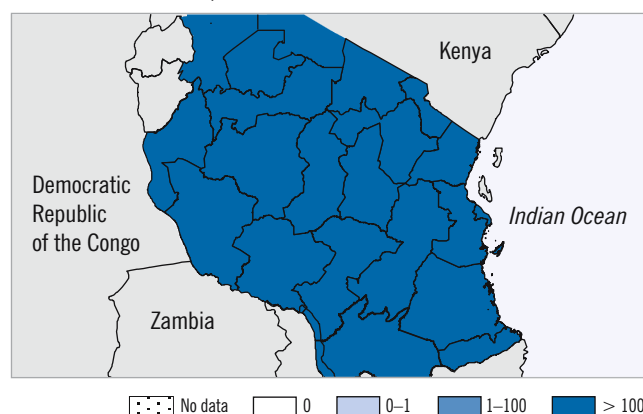 Kenya
Democratic
Republic
of the Congo
Indian Ocean
Zambia
No data
0
0–1
1–100
> 100